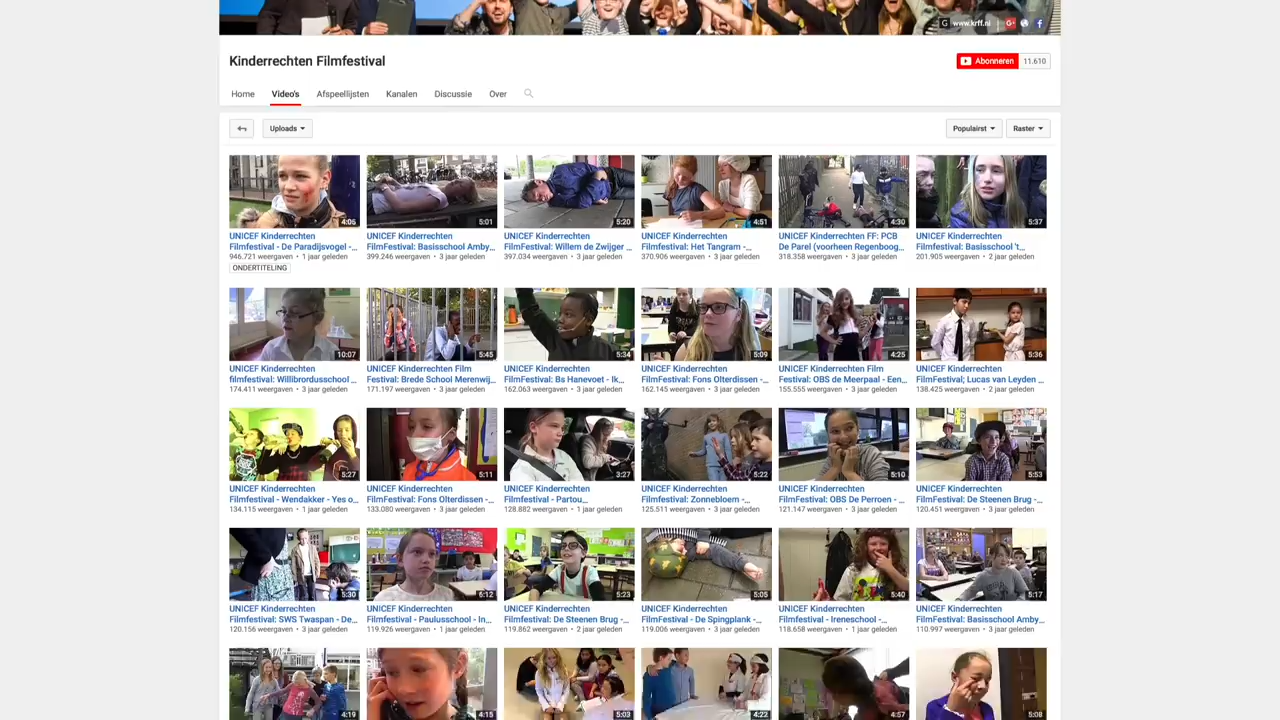 G www.krff.nl
Kinderrechten Filmfestival
Abonneren 11.610
Home Video's Afspeellijsten Kanalen Discussie Over
Uploads Populairst Raster
4:05 5:01 5:20 4:51 4:30 5:37
UNICEF Kinderrechten UNICEF Kinderrechten UNICEF Kinderrechten UNICEF Kinderrechten UNICEF Kinderrechten FF: PCB UNICEF Kinderrechten
Filmfestival - De Paradijsvogel -... FilmFestival: Basisschool Amby... FilmFestival: Willem de Zwijger ... Filmfestival: Het Tangram -... De Parel (voorheen Regenboog... Filmfestival: Basisschool 't...
946.721 weergaven • 1 jaar geleden 399.246 weergaven • 3 jaar geleden 397.034 weergaven • 3 jaar geleden 370.906 weergaven • 3 jaar geleden 318.358 weergaven • 3 jaar geleden 201.905 weergaven • 2 jaar geleden
ONDERTITELING
10:07 5:45 5:34 5:09 4:25 5:36
UNICEF Kinderrechten UNICEF Kinderrechten Film UNICEF Kinderrechten UNICEF Kinderrechten UNICEF Kinderrechten Film UNICEF Kinderrechten
filmfestival: Willibrordusschool ... Festival: Brede School Merenwij... FilmFestival: Bs Hanevoet - Ik... FilmFestival: Fons Olterdissen -... Festival: OBS de Meerpaal - Een... FilmFestival; Lucas van Leyden ...
174.411 weergaven • 3 jaar geleden 171.197 weergaven • 3 jaar geleden 162.063 weergaven • 3 jaar geleden 162.145 weergaven • 3 jaar geleden 155.555 weergaven • 3 jaar geleden 138.425 weergaven • 2 jaar geleden
5:27 5:11 3:27 5:22 5:10 5:53
UNICEF Kinderrechten UNICEF Kinderrechten UNICEF Kinderrechten UNICEF Kinderrechten UNICEF Kinderrechten UNICEF Kinderrechten
Filmfestival - Wendakker - Yes o... FilmFestival: Fons Olterdissen -... Filmfestival - Partou... Filmfestival: Zonnebloem -... FilmFestival: OBS De Perroen - ... FilmFestival: De Steenen Brug -...
134.115 weergaven • 1 jaar geleden 133.080 weergaven • 3 jaar geleden 128.882 weergaven • 1 jaar geleden 125.511 weergaven • 3 jaar geleden 121.147 weergaven • 3 jaar geleden 120.451 weergaven • 3 jaar geleden
5:30 6:12 5:23 5:05 5:40 5:17
UNICEF Kinderrechten UNICEF Kinderrechten UNICEF Kinderrechten UNICEF Kinderrechten UNICEF Kinderrechten UNICEF Kinderrechten
Filmfestival: SWS Twaspan - De... Filmfestival - Paulusschool - In... Filmfestival: De Steenen Brug -... FilmFestival - De Spingplank -... Filmfestival - Ireneschool -... Filmfestival: Basisschool Amby...
120.156 weergaven • 3 jaar geleden 119.926 weergaven • 1 jaar geleden 119.862 weergaven • 2 jaar geleden 119.006 weergaven • 3 jaar geleden 118.658 weergaven • 1 jaar geleden 110.997 weergaven • 3 jaar geleden
4:19 4:15 5:03 4:22 4:57 5:08